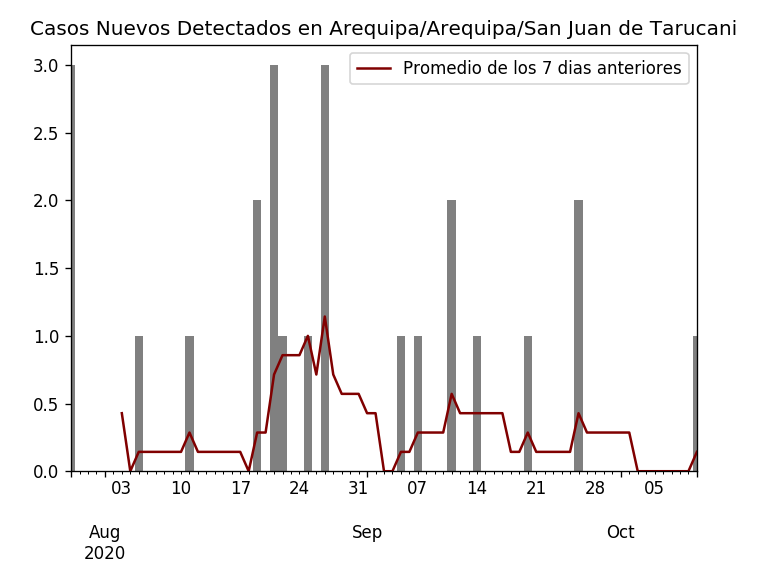 Casos Nuevos Detectados en Arequipa/Arequipa/San Juan de Tarucani
Promedio de los 7 dias anteriores
3.0
2.5
2.0
1.5
1.0
0.5
0.0
03 10 17 24 31 07 14 21 28 05
Aug Sep Oct
2020